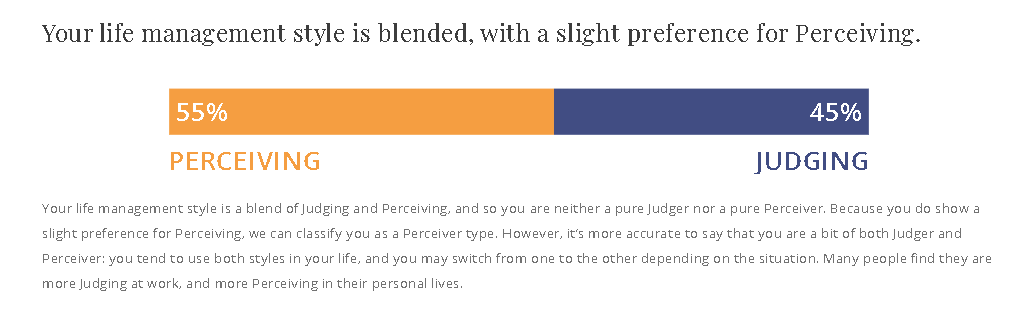 Your life management style is blended, with a slight preference for Perceiving.
55% 45%
PERCEIVING JUDGING
Your life management style is a blend of Judging and Perceiving, and so you are neither a pure Judger nor a pure Perceiver. Because you do show a
slight preference for Perceiving, we can classify you as a Perceiver type. However, it’s more accurate to say that you are a bit of both Judger and
Perceiver: you tend to use both styles in your life, and you may switch from one to the other depending on the situation. Many people find they are
more Judging at work, and more Perceiving in their personal lives.